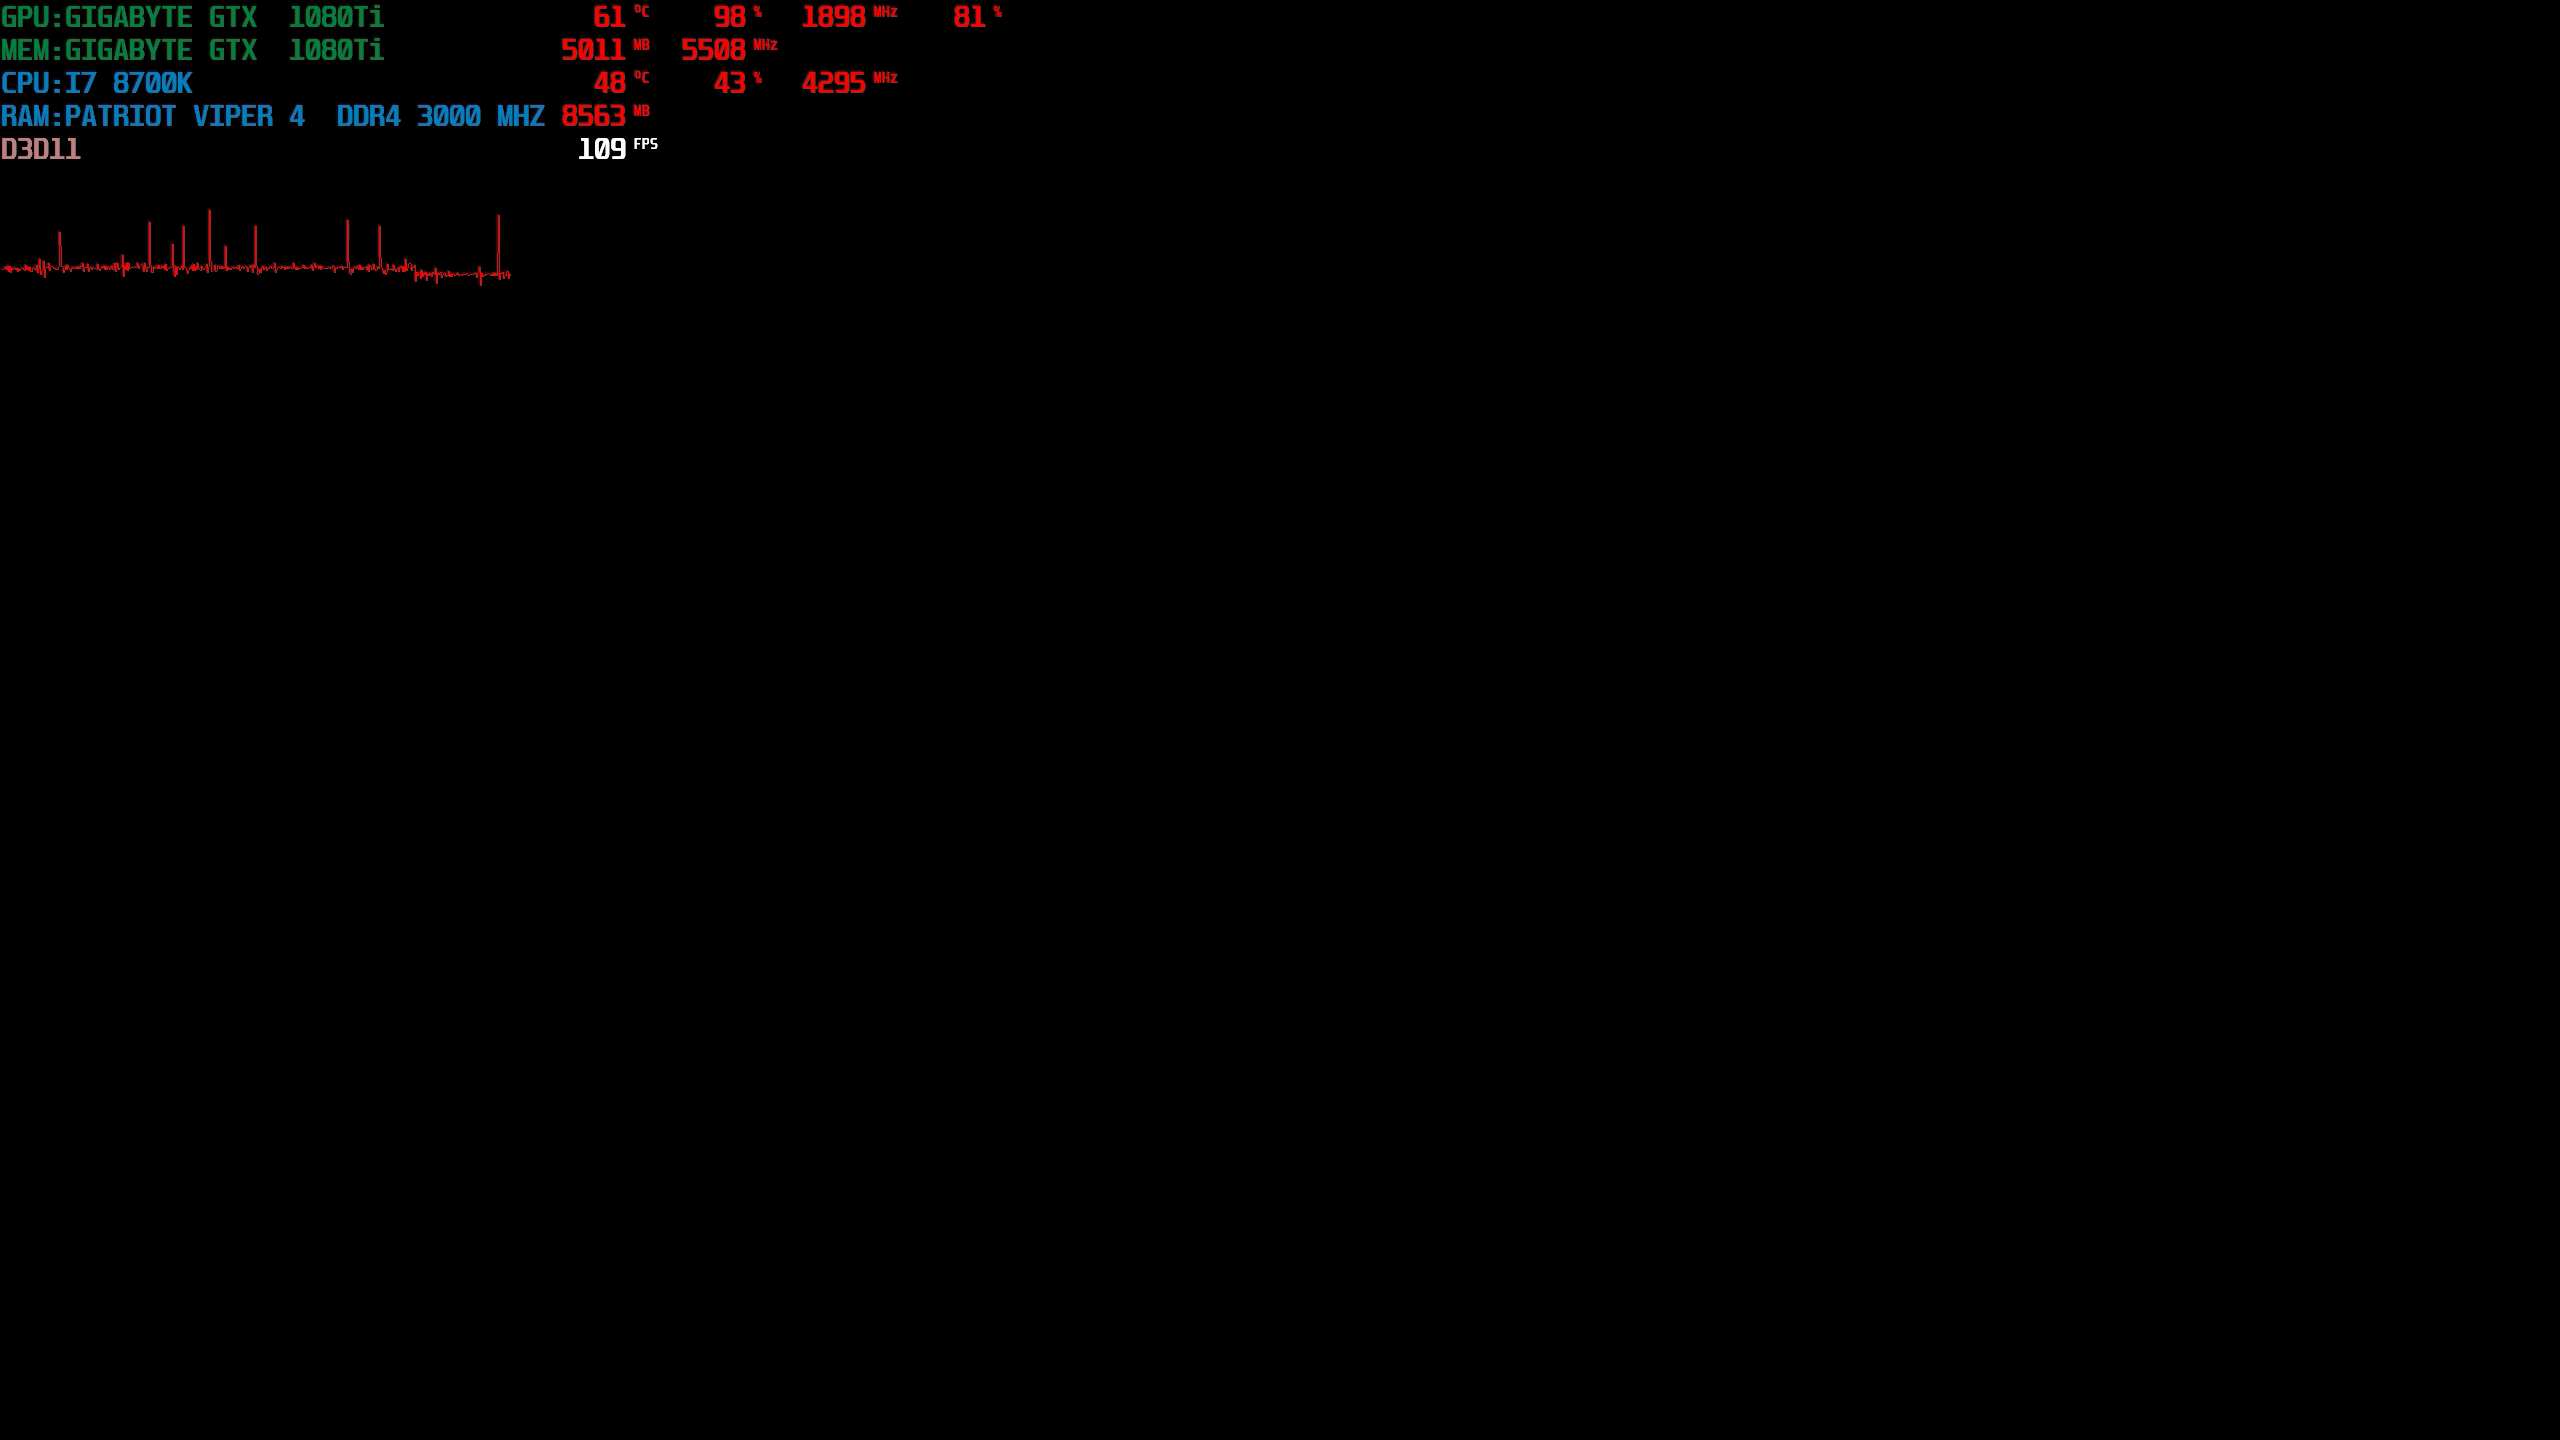 GPU:GIGABYTE GTX  1080Ti 61 °C 98 % 1898 MHz 81 %
MEM:GIGABYTE GTX  1080Ti 5011 MB 5508 MHz
CPU:I7 8700K 48 °C 43 % 4295 MHz
RAM:PATRIOT VIPER 4  DDR4 3000 MHZ 8563 MB
D3D11 109 FPS